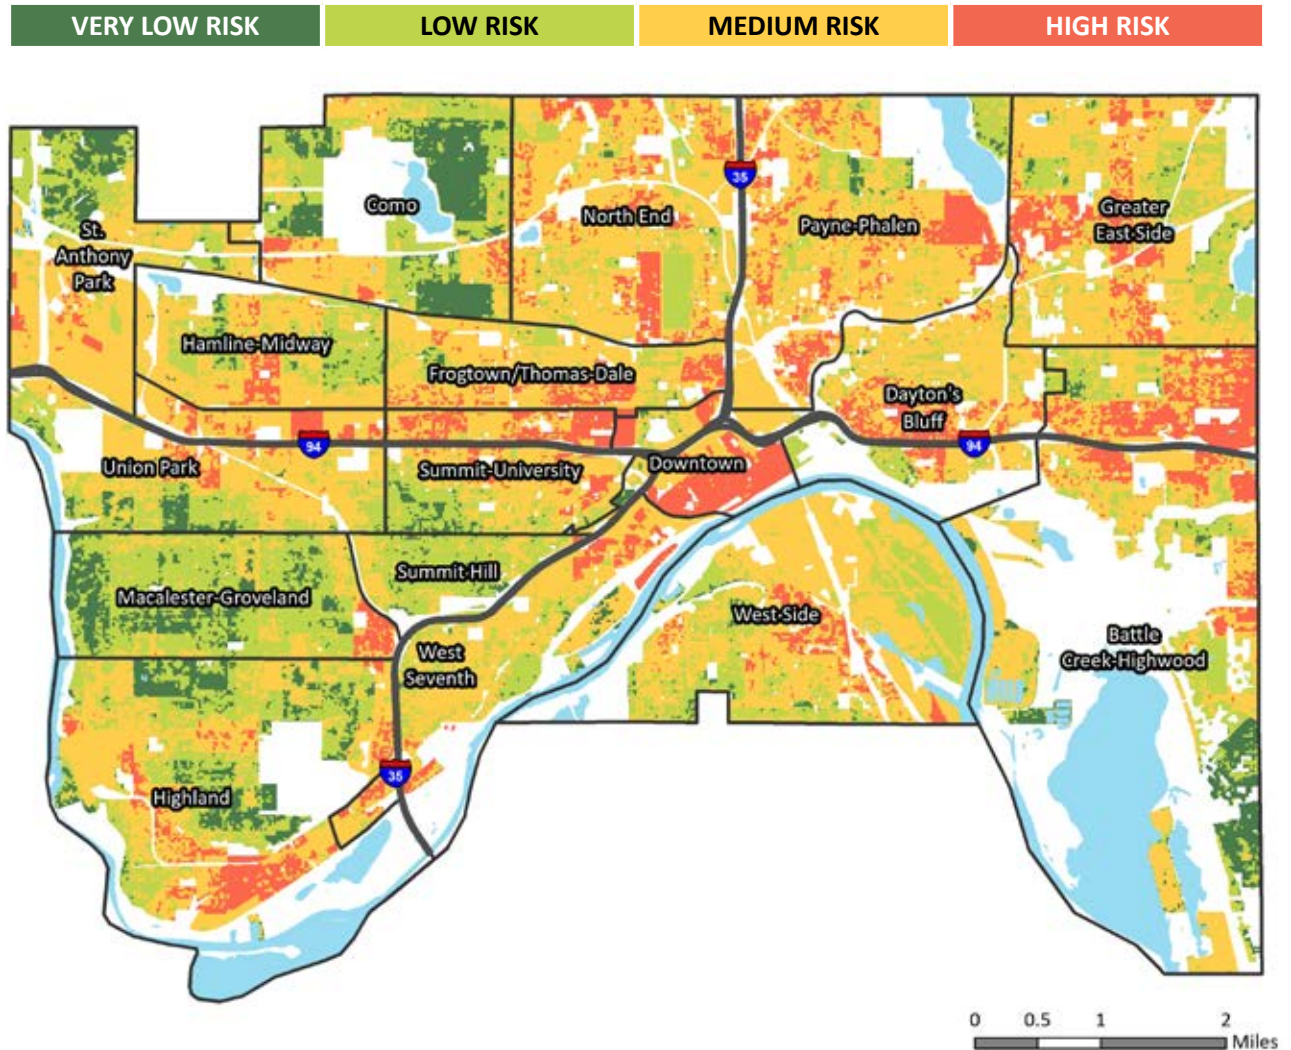 VERY LOW RISK
LOW RISK
MEDIUM RISK
HIGH RISK
35
Como
North End
Payne-Phalen
Greater
East Side
St.
Anthony
Park
Hamline-Midway
Frogtown/Thomas-Dale
Dayton's
Bluff
94
94
Union Park
Summit-University
Downtown
Summit Hill
Macalester-Groveland
West Side
West
Seventh
Battle
Creek-Highwood
35
Highland
0 0.5 1 2
Miles